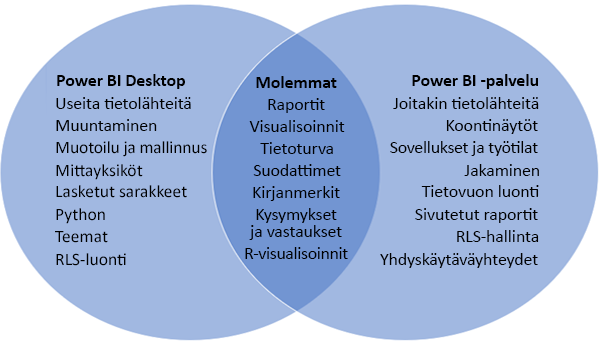 Power BI Desktop
Useita tietolähteitä
Muuntaminen
Muotoilu ja mallinnus
Mittayksiköt
Lasketut sarakkeet
Python
Teemat
RLS-luonti
Molemmat
Raportit
Visualisoinnit
Tietoturva
Suodattimet
Kirjanmerkit
Kysymykset
ja vastaukset
R-visualisoinnit
Power BI -palvelu
Joitakin tietolähteitä
Koontinäytöt
Sovellukset ja työtilat
Jakaminen
Tietovuon luonti
Sivutetut raportit
RLS-hallinta
Yhdyskäytäväyhteydet